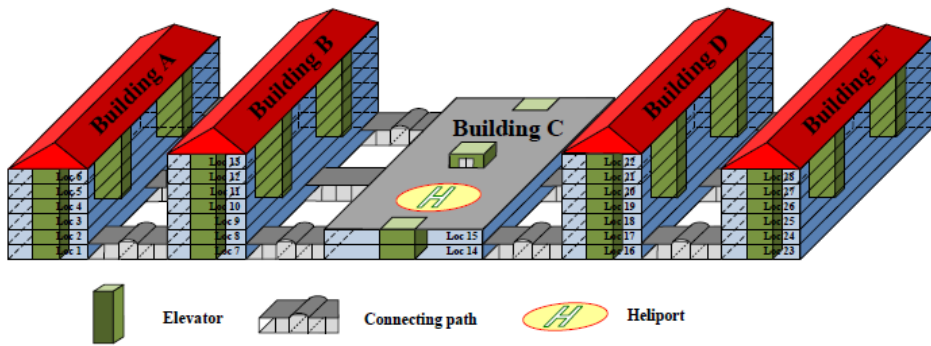 Building A
Building B
Building C
Building D
Building E
Loc 6
Loc 5
Loc 4
Loc 3
Loc 2
Loc 1
Loc 13
Loc 12
Loc 11
Loc 10
Loc 9
Loc 8
Loc 7
H
Loc 15
Loc 14
Loc 22
Loc 21
Loc 20
Loc 19
Loc 18
Loc 17
Loc 16
Loc 28
Loc 27
Loc 26
Loc 25
Loc 24
Loc 23
Elevator
Connecting path
H
Heliport